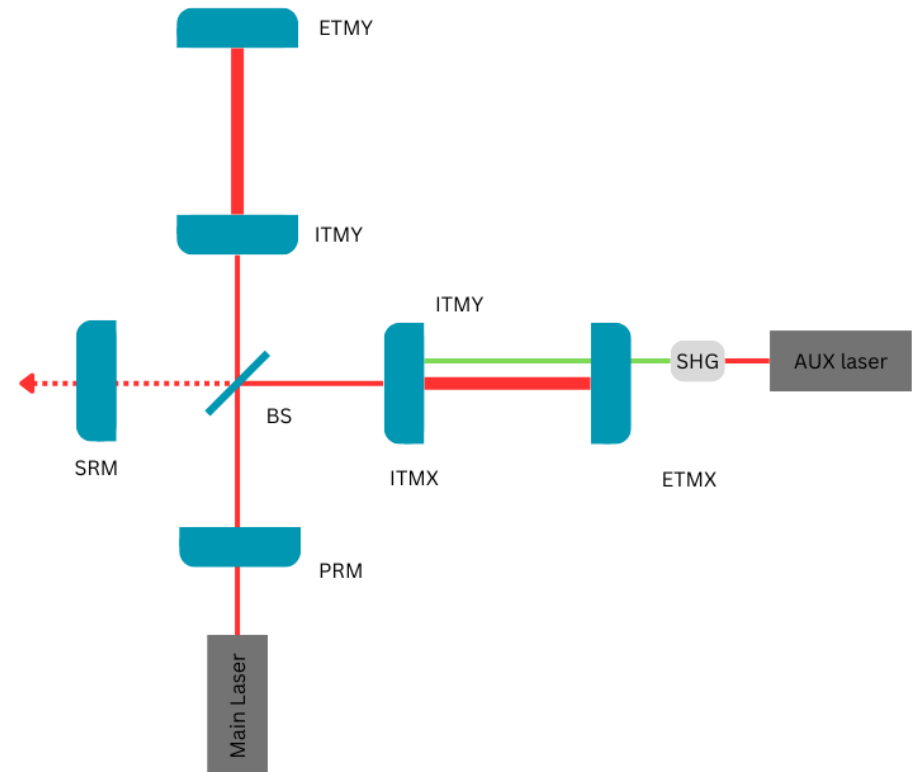 ETMY
ITMY
ITMY
SHG
AUX laser
BS
SRM
ITMX
ETMX
PRM
Main Laser